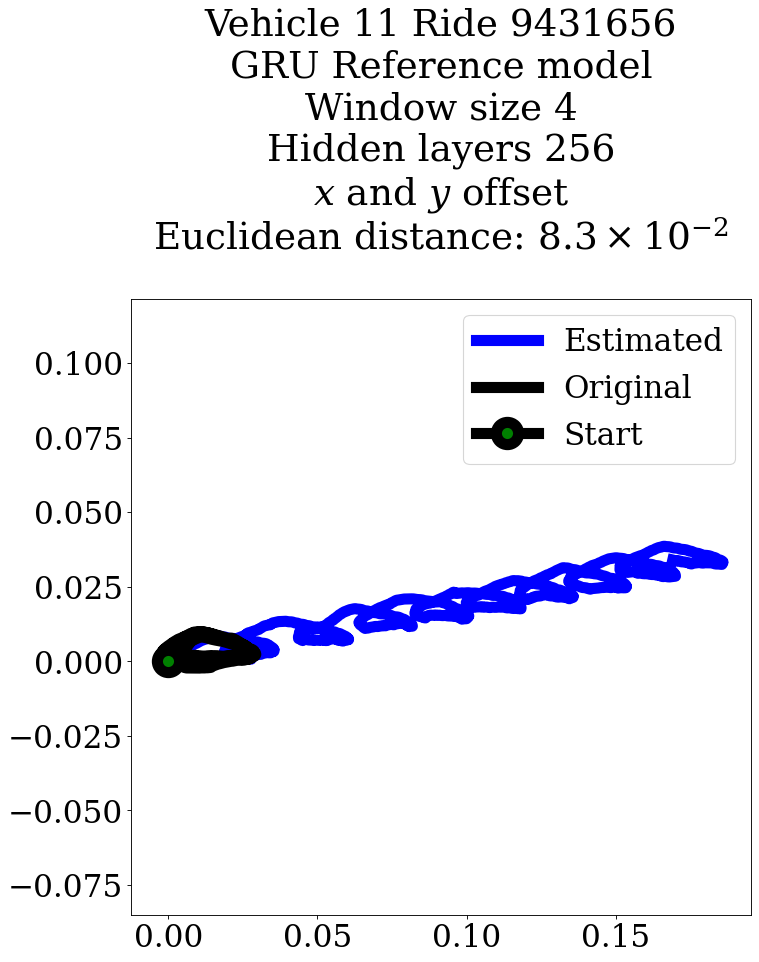 Vehicle 11 Ride 9431656
GRU Reference model
Window size 4
Hidden layers 256
x and y offset
Euclidean distance: 8.3 × 10⁻²
Estimated
Original
Start
0.100
0.075
0.050
0.025
0.000
−0.025
−0.050
−0.075
0.00 0.05 0.10 0.15